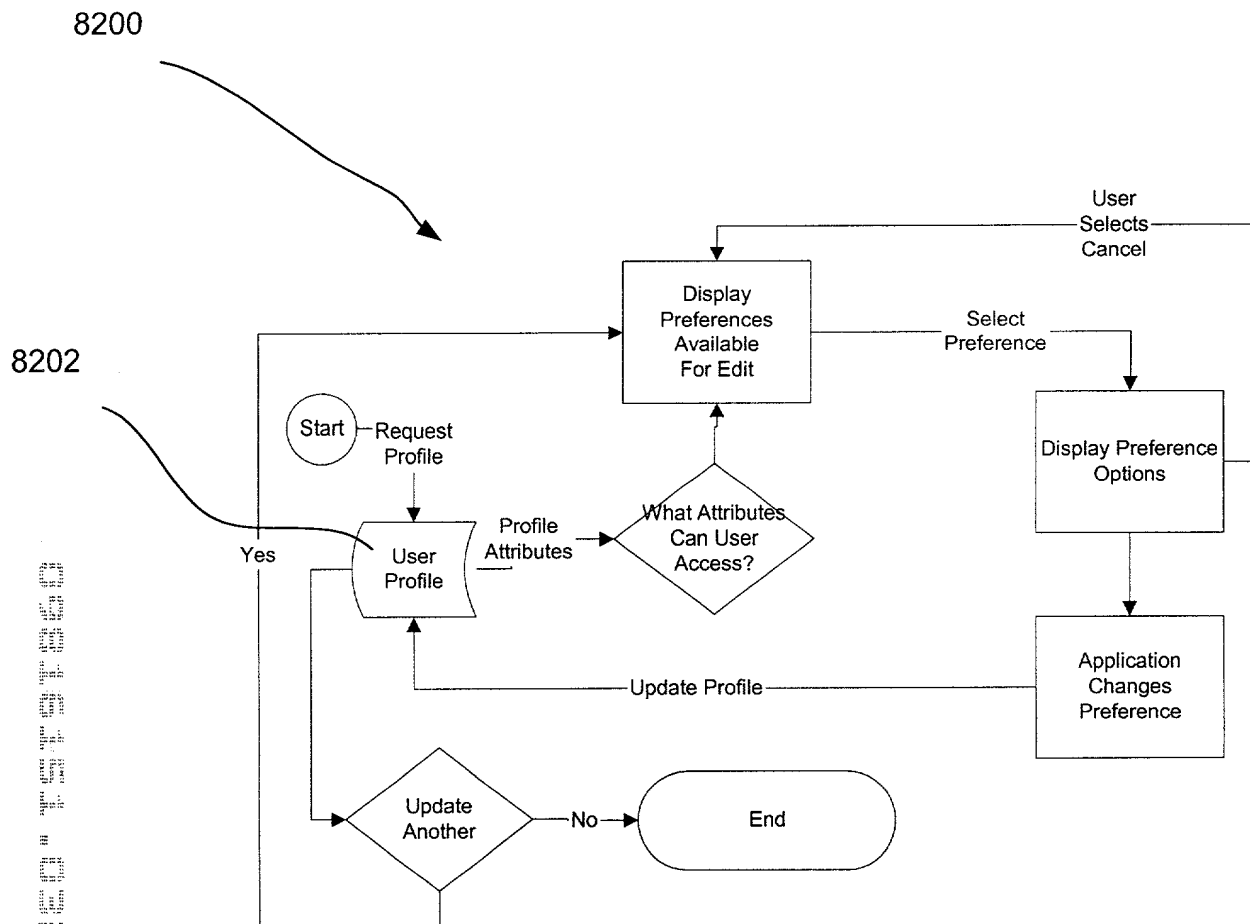 8200
User
Selects
Cancel
Display
Preferences
Available
For Edit
Select
Preference
8202
Start
Request
Profile
Display Preference
Options
What Attributes
Can User
Access?
Profile
Attributes
User
Profile
Yes
Application
Changes
Preference
Update Profile
Update
Another
No
End